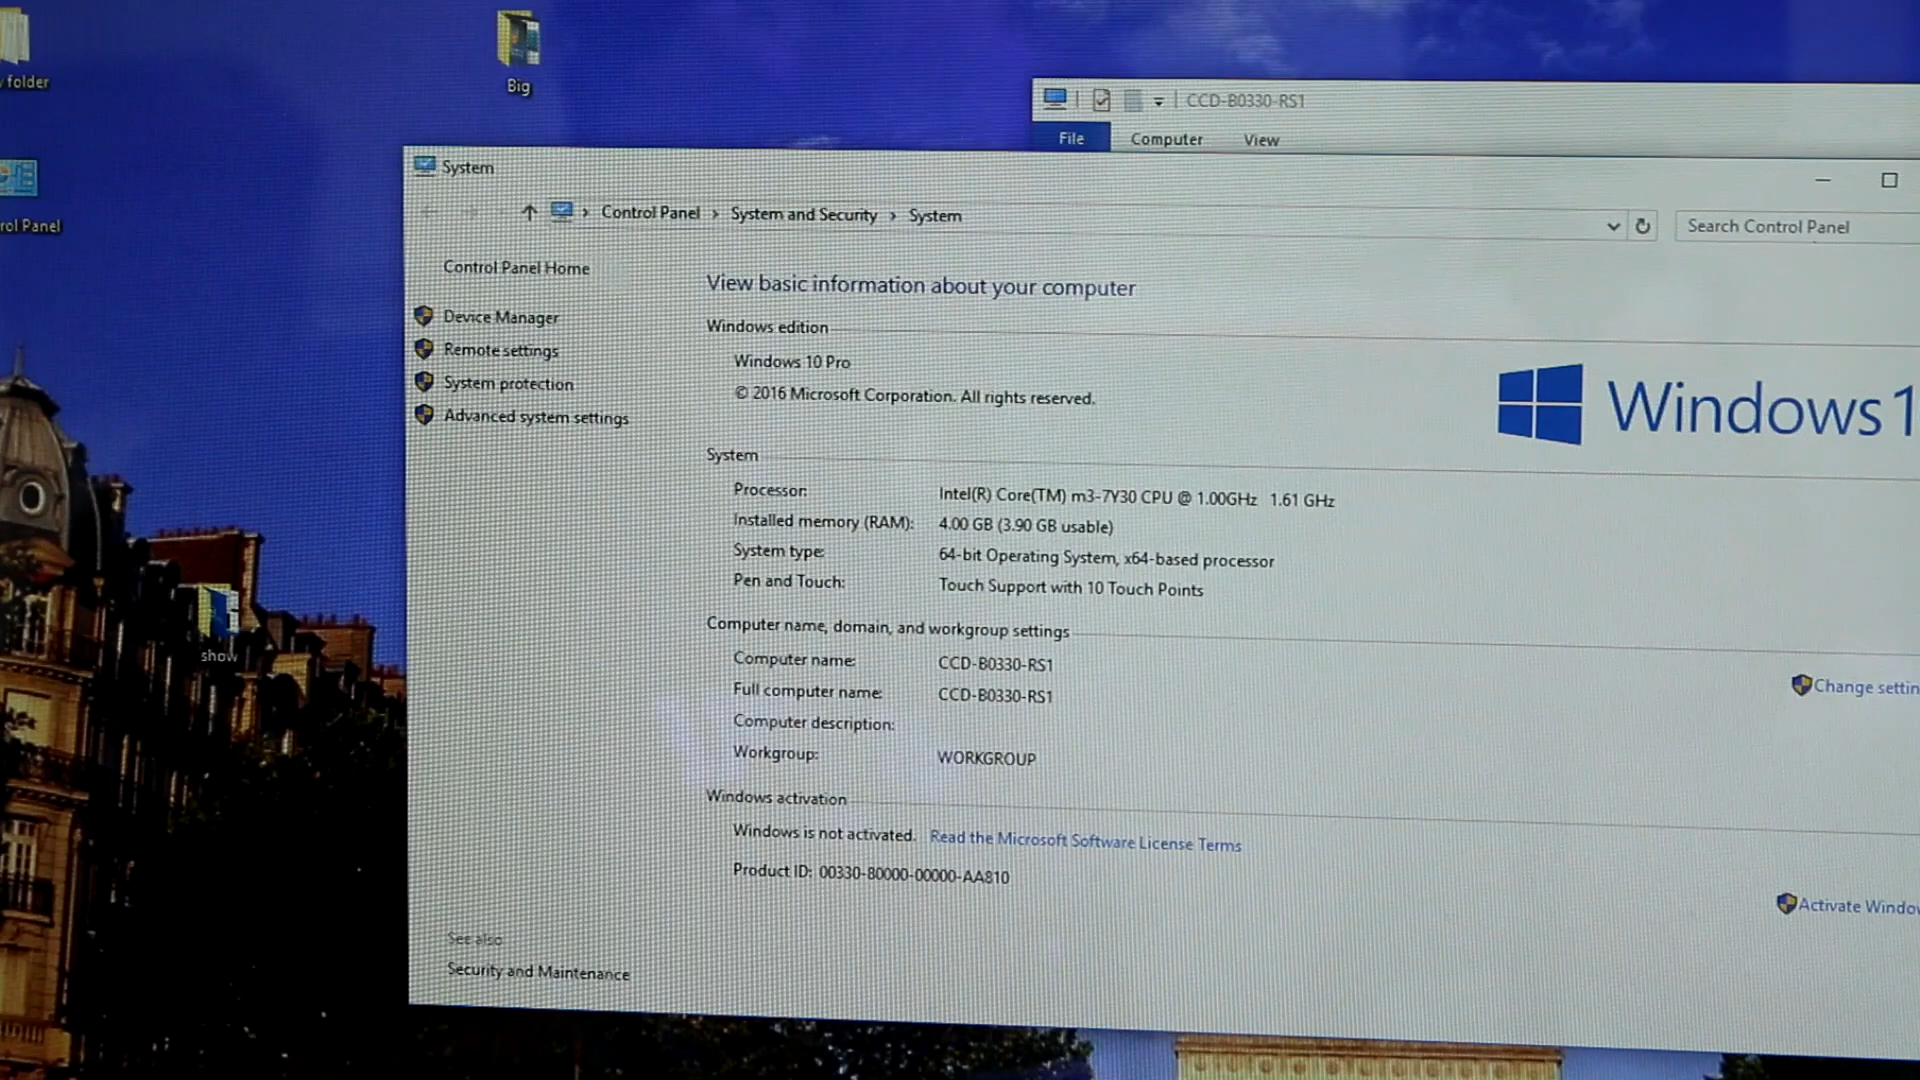 folder
Big
rol Panel
show
CCD-B0330-RS1
File Computer View
System
Control Panel › System and Security › System
Search Control Panel
Control Panel Home
Device Manager
Remote settings
System protection
Advanced system settings
View basic information about your computer
Windows edition
Windows 10 Pro
© 2016 Microsoft Corporation. All rights reserved.
Windows 1
System
Processor: Intel(R) Core(TM) m3-7Y30 CPU @ 1.00GHz 1.61 GHz
Installed memory (RAM): 4.00 GB (3.90 GB usable)
System type: 64-bit Operating System, x64-based processor
Pen and Touch: Touch Support with 10 Touch Points
Computer name, domain, and workgroup settings
Computer name: CCD-B0330-RS1
Change settin
Full computer name: CCD-B0330-RS1
Computer description:
Workgroup: WORKGROUP
Windows activation
Windows is not activated. Read the Microsoft Software License Terms
Product ID: 00330-80000-00000-AA810
Activate Windo
See also
Security and Maintenance